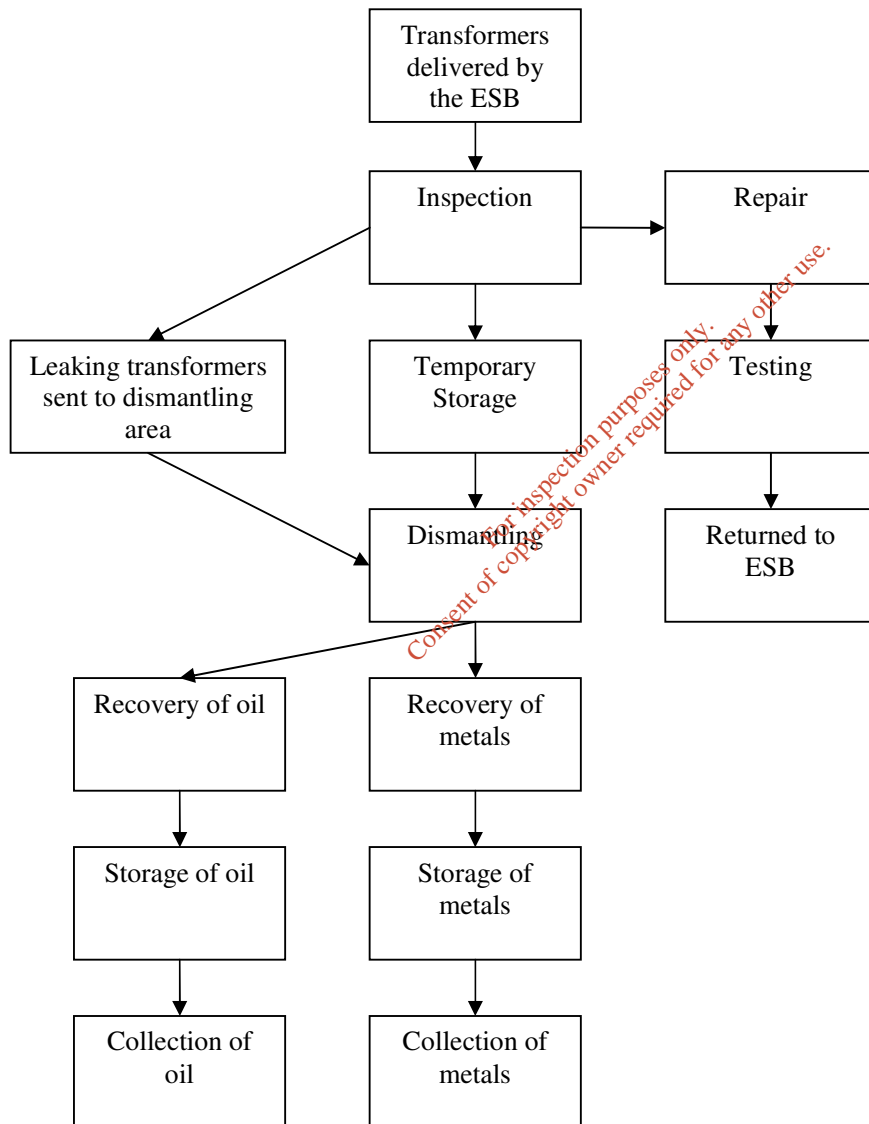 Transformers
delivered by
the ESB
Inspection
Repair
Leaking transformers
sent to dismantling
area
Temporary
Storage
Testing
Dismantling
Returned to
ESB
Recovery of oil
Recovery of
metals
Storage of oil
Storage of
metals
Collection of
oil
Collection of
metals
For inspection purposes only.
Consent of copyright owner required for any other use.